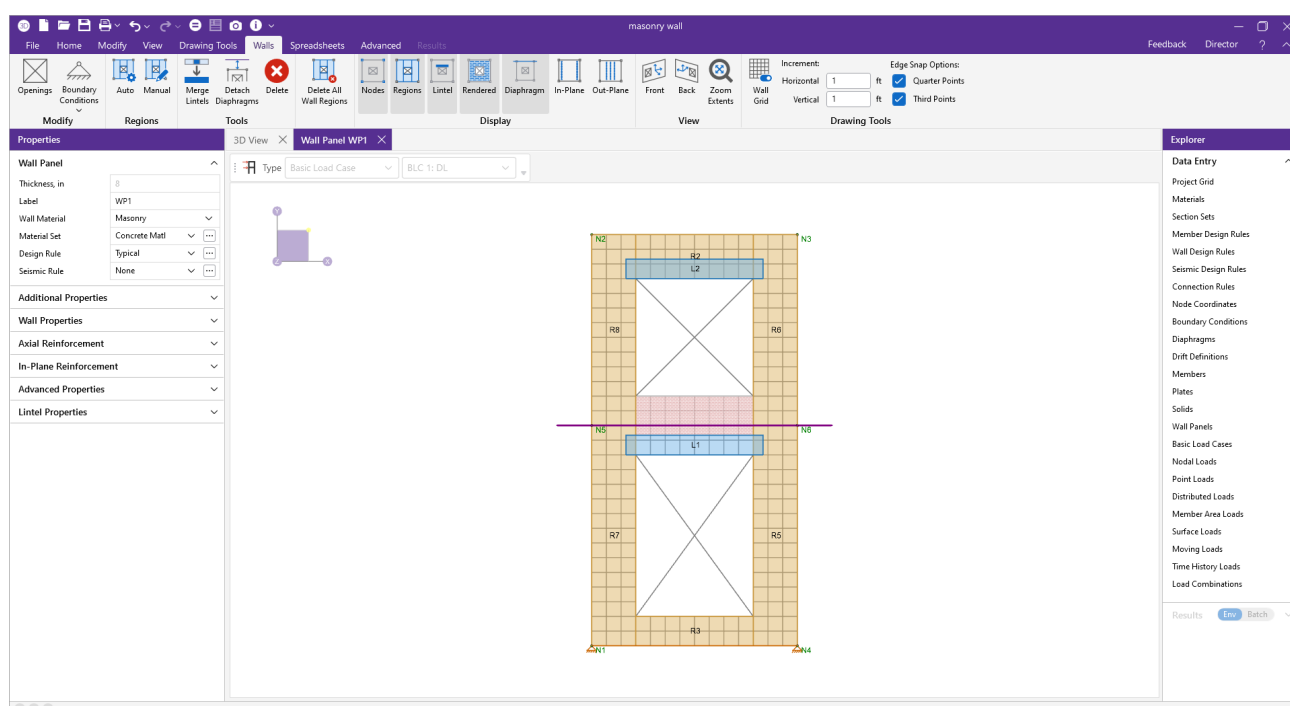 3D
masonry wall
File Home Modify View Drawing Tools Walls Spreadsheets Advanced Results
Feedback Director ?
Openings Boundary Conditions
Modify
Auto Manual
Regions
Merge Lintels Detach Diaphragms Delete
Tools
Delete All Wall Regions
Nodes Regions Lintel Rendered Diaphragm In-Plane Out-Plane
Display
Front Back Zoom Extents
View
Wall Grid
Increment:
Horizontal 1 ft
Vertical 1 ft
Edge Snap Options:
Quarter Points
Third Points
Drawing Tools
Properties
Wall Panel
Thickness, in 8
Label WP1
Wall Material Masonry
Material Set Concrete Matl
Design Rule Typical
Seismic Rule None
Additional Properties
Wall Properties
Axial Reinforcement
In-Plane Reinforcement
Advanced Properties
Lintel Properties
3D View Wall Panel WP1
Type Basic Load Case BLC 1: DL
Y
Z X
N2 N3
R2
L2
R8 R6
N5 N6
L1
R7 R5
R3
N1 N4
Explorer
Data Entry
Project Grid
Materials
Section Sets
Member Design Rules
Wall Design Rules
Seismic Design Rules
Connection Rules
Node Coordinates
Boundary Conditions
Diaphragms
Drift Definitions
Members
Plates
Solids
Wall Panels
Basic Load Cases
Nodal Loads
Point Loads
Distributed Loads
Member Area Loads
Surface Loads
Moving Loads
Time History Loads
Load Combinations
Results Env Batch